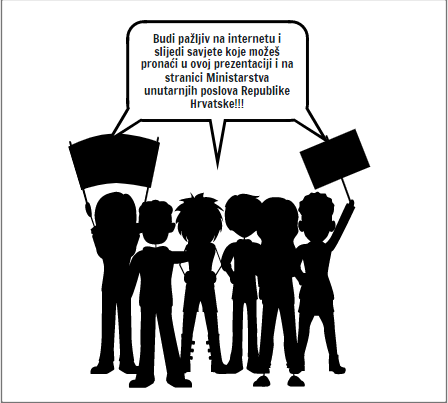 Budi pažljiv na internetu i
slijedi savjete koje možeš
pronaći u ovoj prezentaciji i na
stranici Ministarstva
unutarnjih poslova Republike
Hrvatske!!!